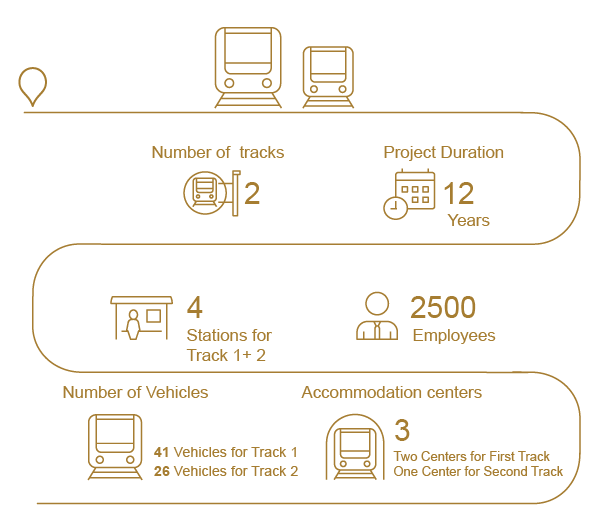 Number of tracks
2
Project Duration
12
Years
4
Stations for
Track 1+ 2
2500
Employees
Number of Vehicles
41 Vehicles for Track 1
26 Vehicles for Track 2
Accommodation centers
3
Two Centers for First Track
One Center for Second Track